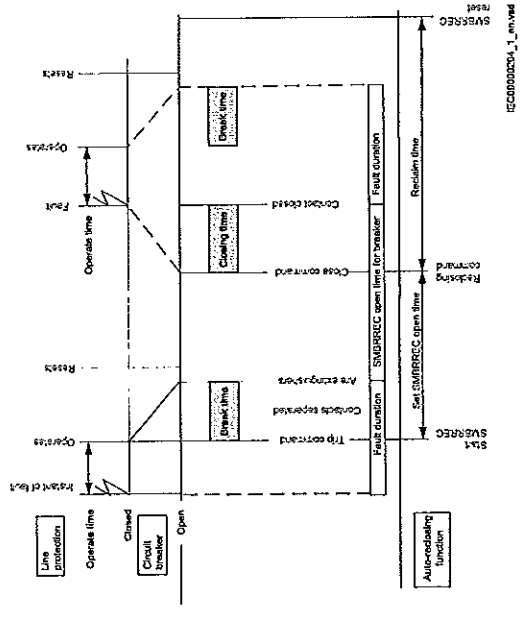 Line
protection
Operate time
Closed
Circuit
breaker
Open
Instant of fault
Operates
Resets
Fault
Operate time
Operates
Resets
Break time
Closing time
Break time
Trip command
Contacts separated
Arc extinguishers
Close command
Contact closed
Fault duration
SMBRREC open time for breaker
Fault duration
Auto-reclosing
function
Set SMBRREC open time
Reclaim time
Start
SMBRREC
Reclosing
command
SMBRREC
reset
IEC00000204_1_en.vsd